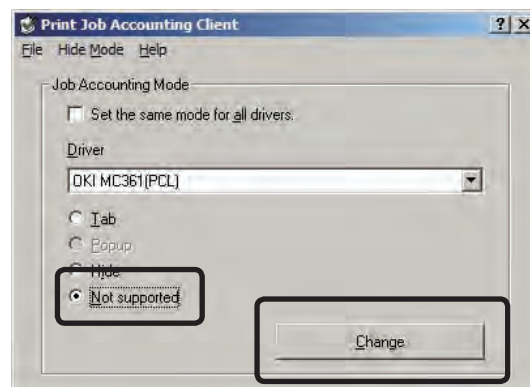 Print Job Accounting Client
File Hide Mode Help
Job Accounting Mode
Set the same mode for all drivers.
Driver
OKI MC361(PCL)
Tab
Popup
Hide
Not supported
Change